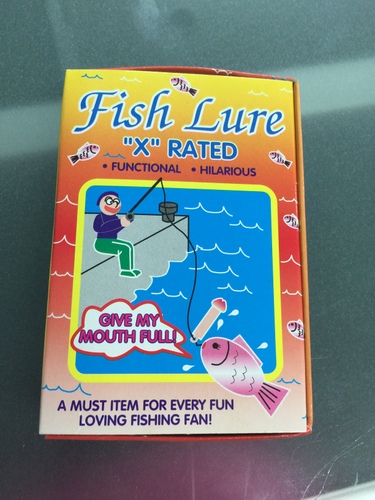 Fish Lure
"X" RATED
• FUNCTIONAL • HILARIOUS
GIVE MY
MOUTH FULL!
A MUST ITEM FOR EVERY FUN
LOVING FISHING FAN!